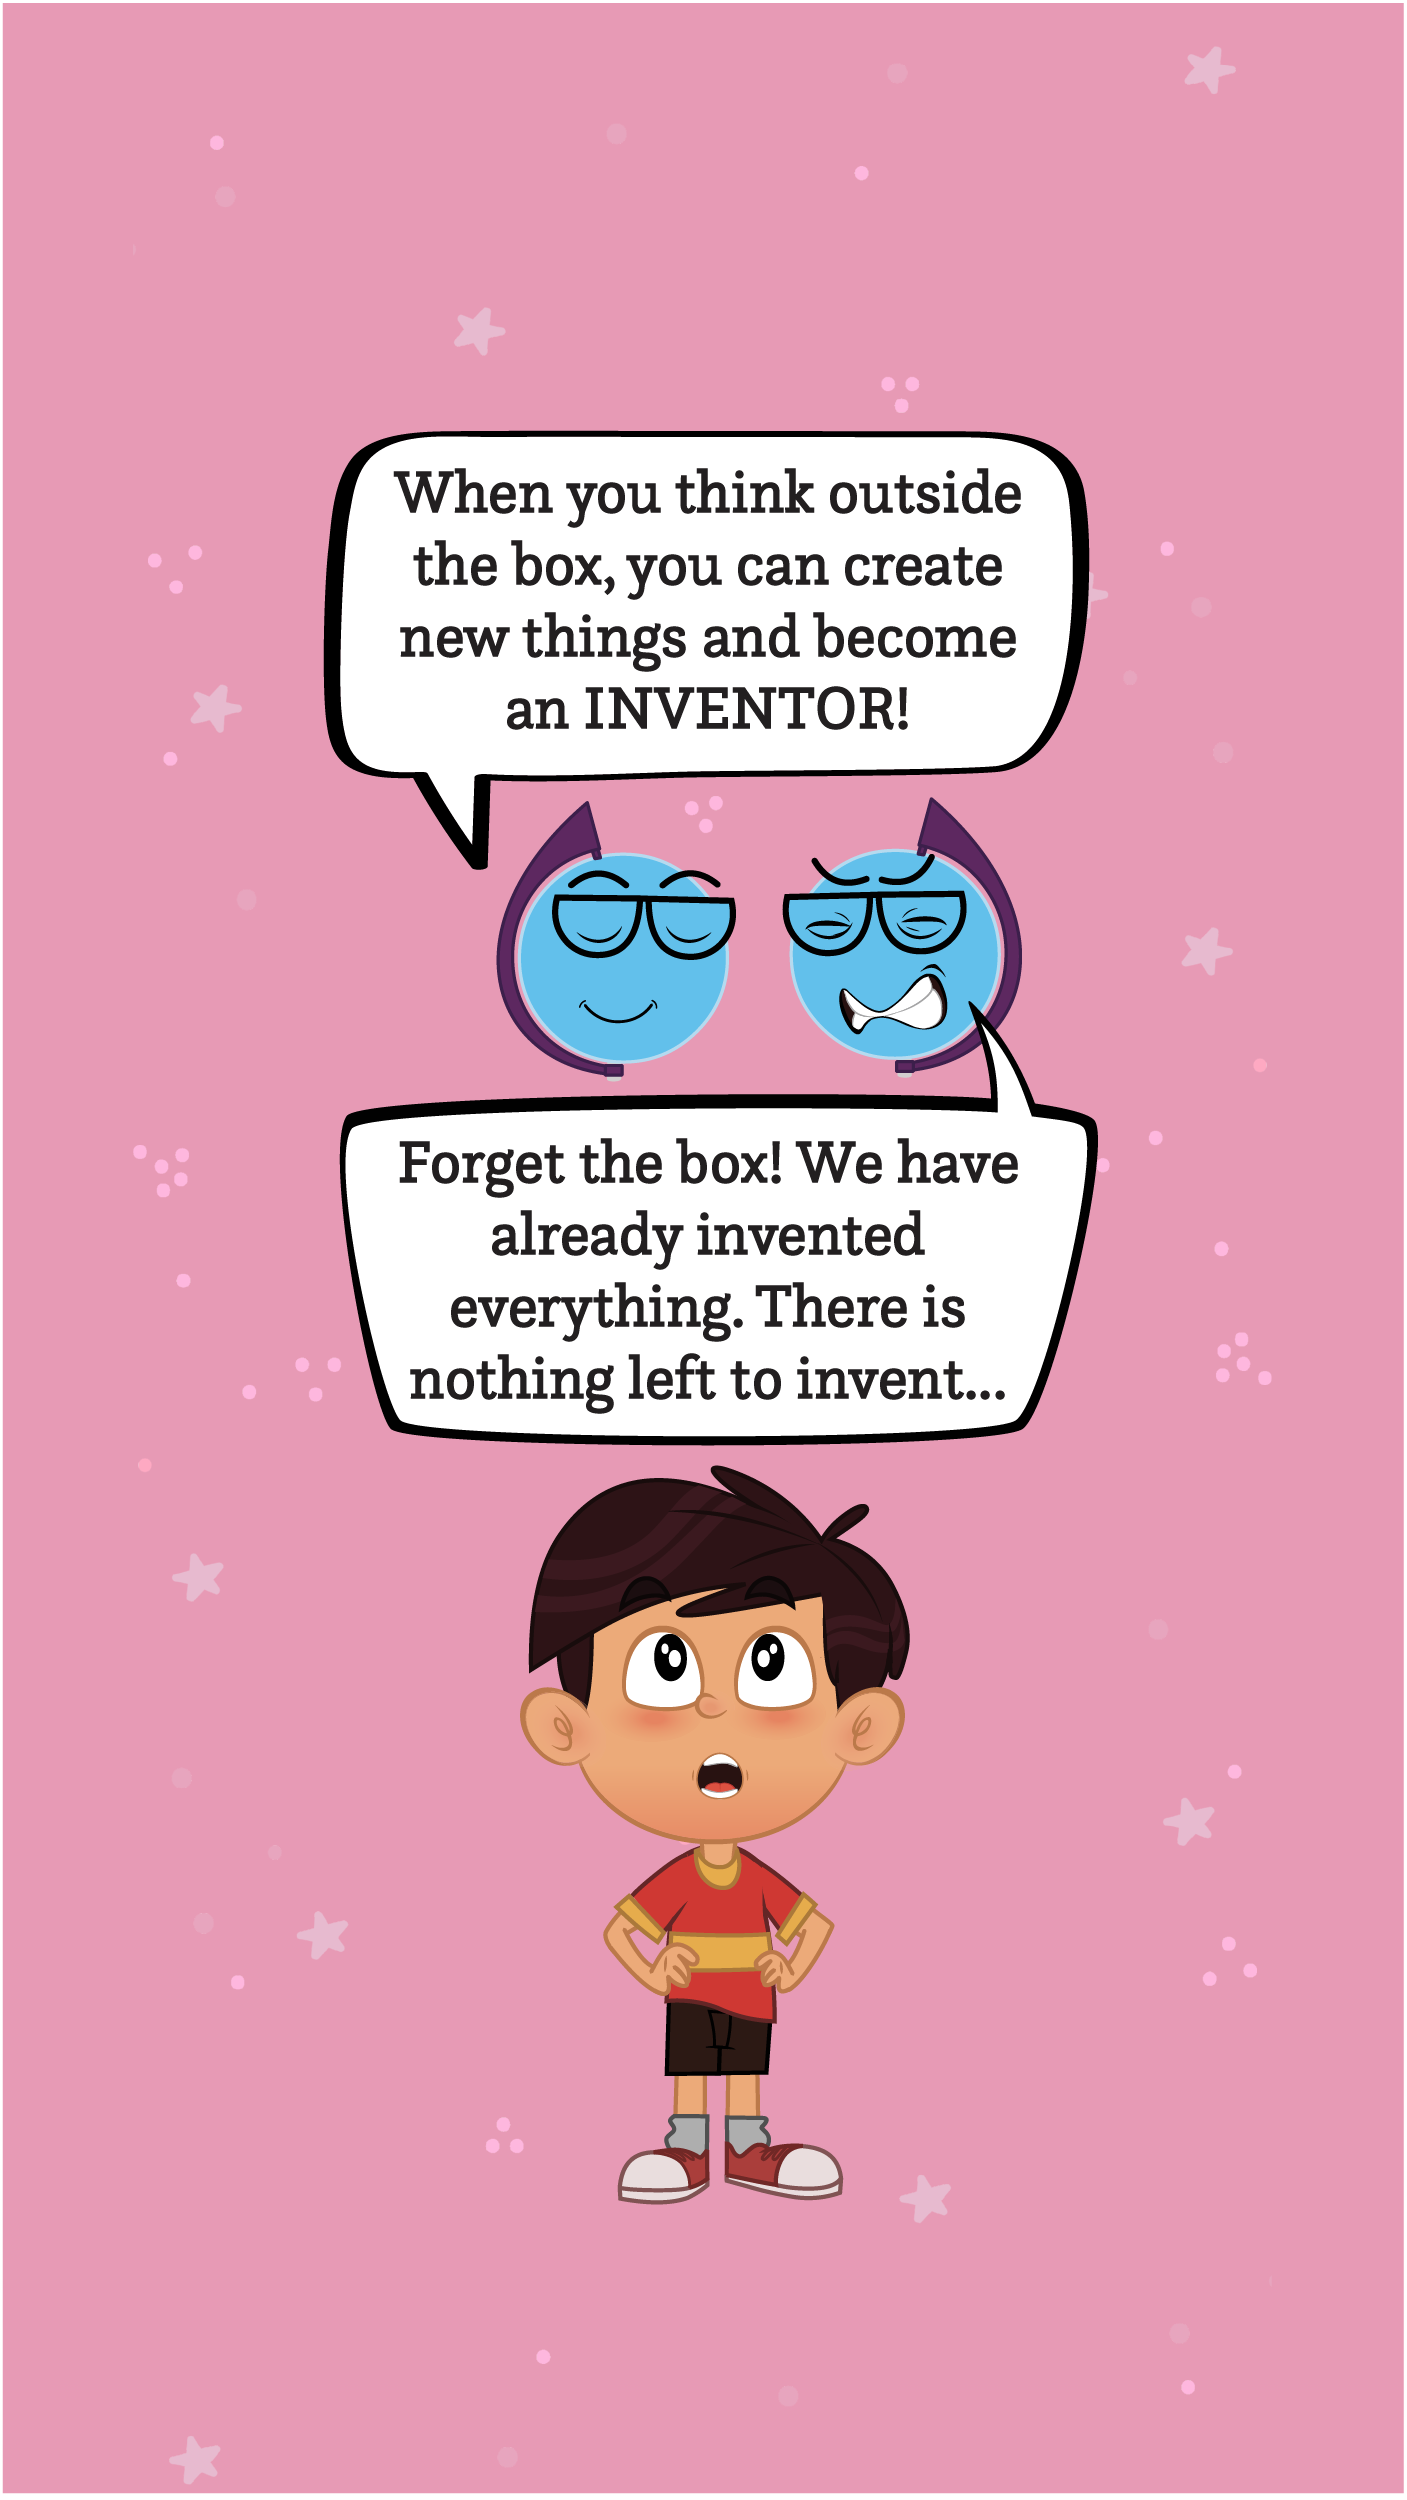 When you think outside
the box, you can create
new things and become
an INVENTOR!
Forget the box! We have
already invented
everything. There is
nothing left to invent...